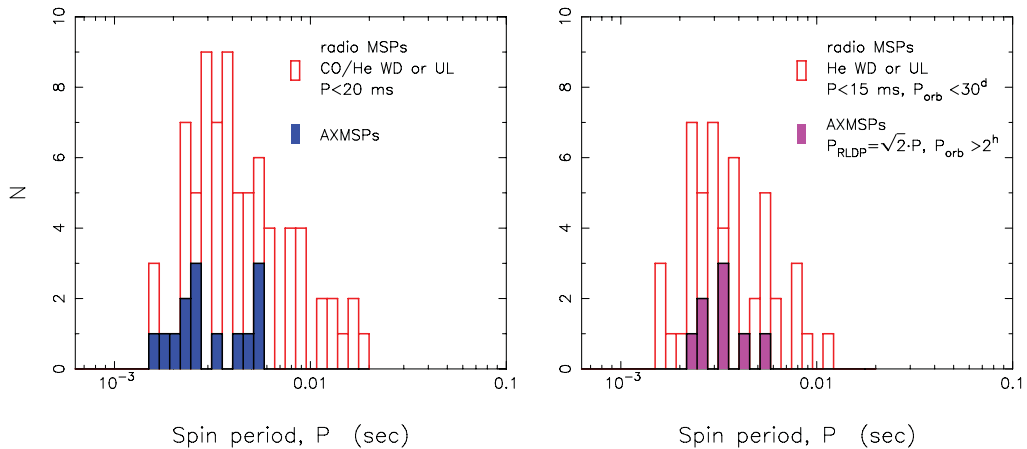 radio MSPs
CO/He WD or UL
P<20 ms
AXMSPs
N
0
2
4
6
8
10
10⁻³
0.01
0.1
Spin period, P (sec)
radio MSPs
He WD or UL
P<15 ms, P_orb <30^d
AXMSPs
P_RLDP=√2·P, P_orb >2^h
0
2
4
6
8
10
10⁻³
0.01
0.1
Spin period, P (sec)